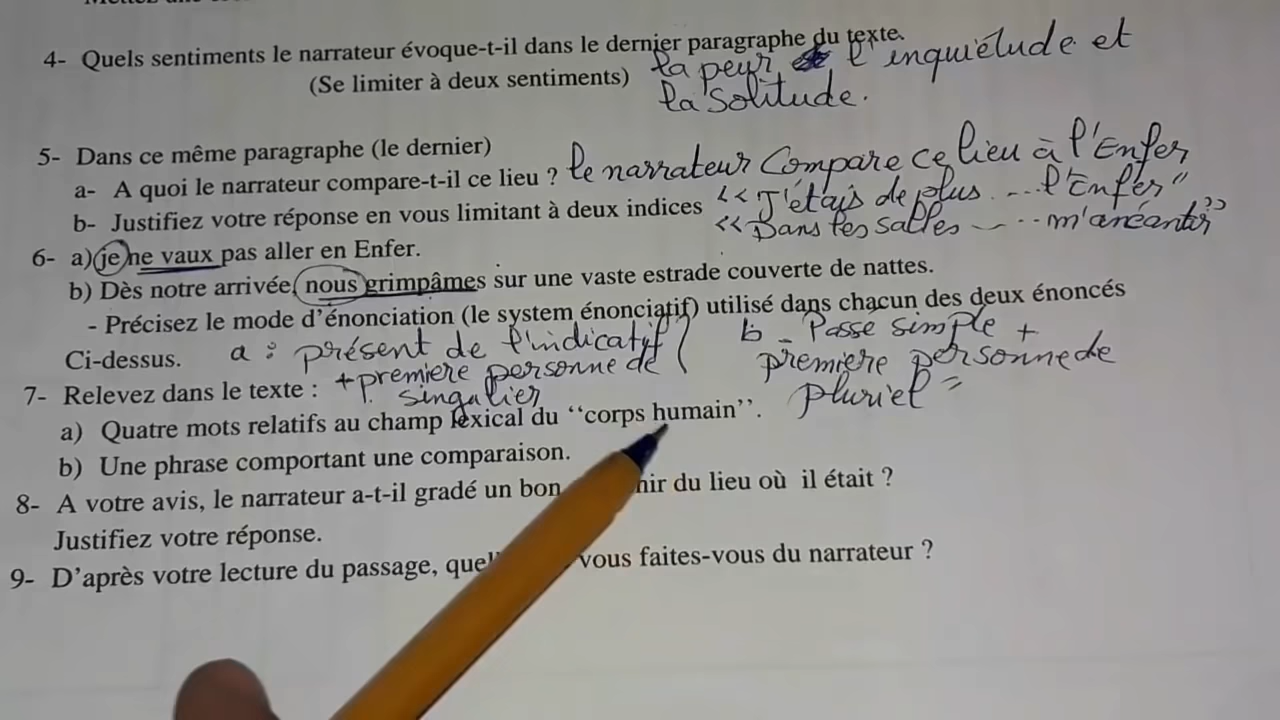 4- Quels sentiments le narrateur évoque-t-il dans le dernier paragraphe du texte.
(Se limiter à deux sentiments) la peur, l'inquiétude et
la solitude.
5- Dans ce même paragraphe (le dernier)
a- A quoi le narrateur compare-t-il ce lieu ? le narrateur Compare ce lieu à l'Enfer
b- Justifiez votre réponse en vous limitant à deux indices << J'étais de plus ... l'Enfer"
<< Dans tes salles ... m'anéantir >>
6- a) je ne vaux pas aller en Enfer.
b) Dès notre arrivée, nous grimpâmes sur une vaste estrade couverte de nattes.
- Précisez le mode d'énonciation (le system énonciatif) utilisé dans chacun des deux énoncés
Ci-dessus. a : présent de l'indicatif
+ premiere personne de
singulier
b - Passé simple +
premiere personne de
pluriel =
7- Relevez dans le texte :
a) Quatre mots relatifs au champ lexical du ‘‘corps humain’’.
b) Une phrase comportant une comparaison.
8- A votre avis, le narrateur a-t-il gradé un bon du lieu où il était ?
Justifiez votre réponse.
9- D'après votre lecture du passage, vous faites-vous du narrateur ?